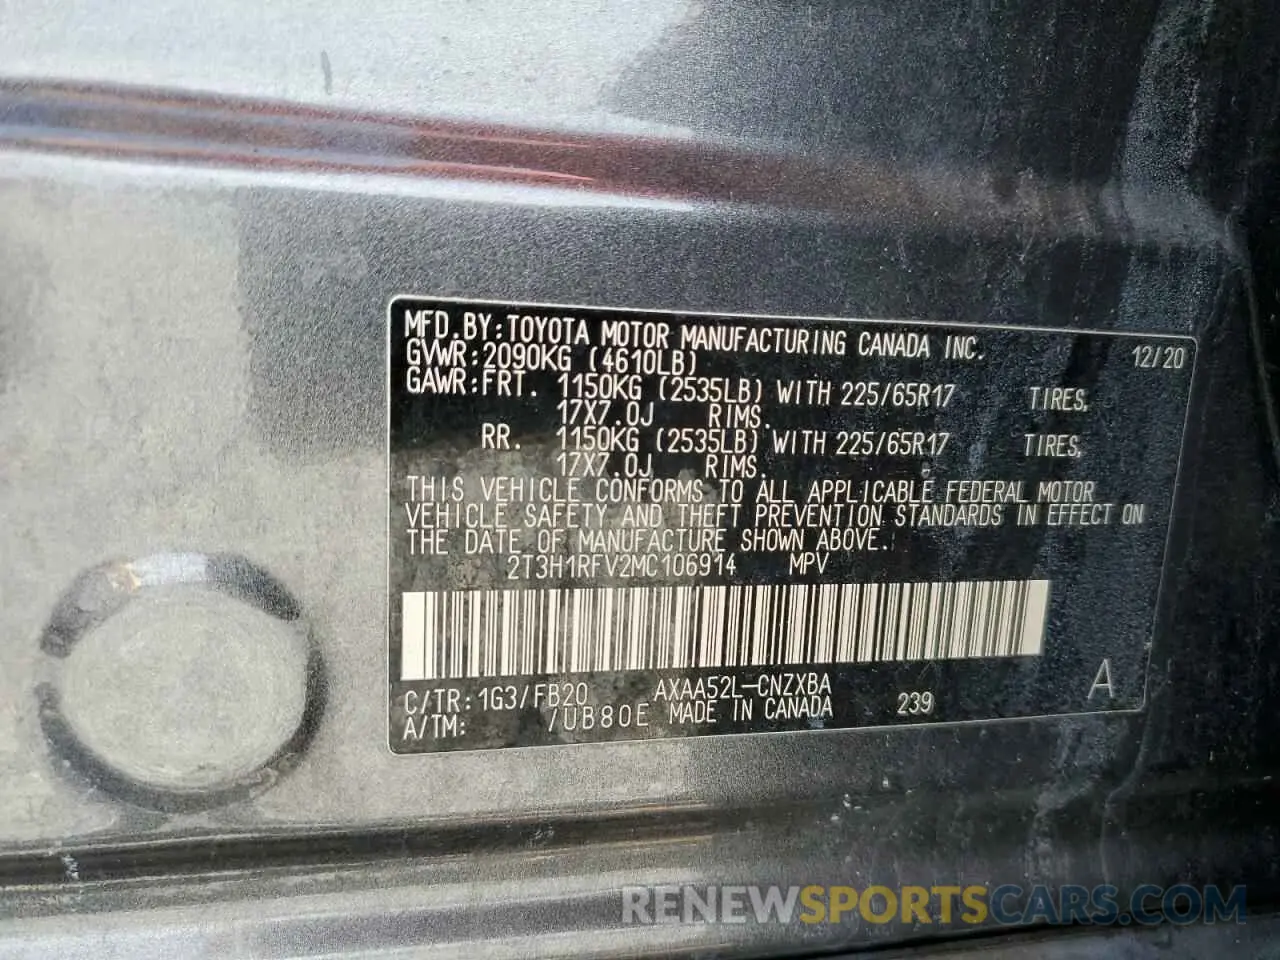 MFD.BY:TOYOTA MOTOR MANUFACTURING CANADA INC. 12/20
GVWR:2090KG (4610LB)
GAWR:FRT. 1150KG (2535LB) WITH 225/65R17 TIRES,
17X7.0J RIMS.
RR. 1150KG (2535LB) WITH 225/65R17 TIRES,
17X7.0J RIMS.
THIS VEHICLE CONFORMS TO ALL APPLICABLE FEDERAL MOTOR
VEHICLE SAFETY AND THEFT PREVENTION STANDARDS IN EFFECT ON
THE DATE OF MANUFACTURE SHOWN ABOVE.
2T3H1RFV2MC106914 MPV
C/TR:1G3/FB20 AXAA52L-CNZXBA A
A/TM: /UB80E MADE IN CANADA 239
RENEWSPORTSCARS.COM